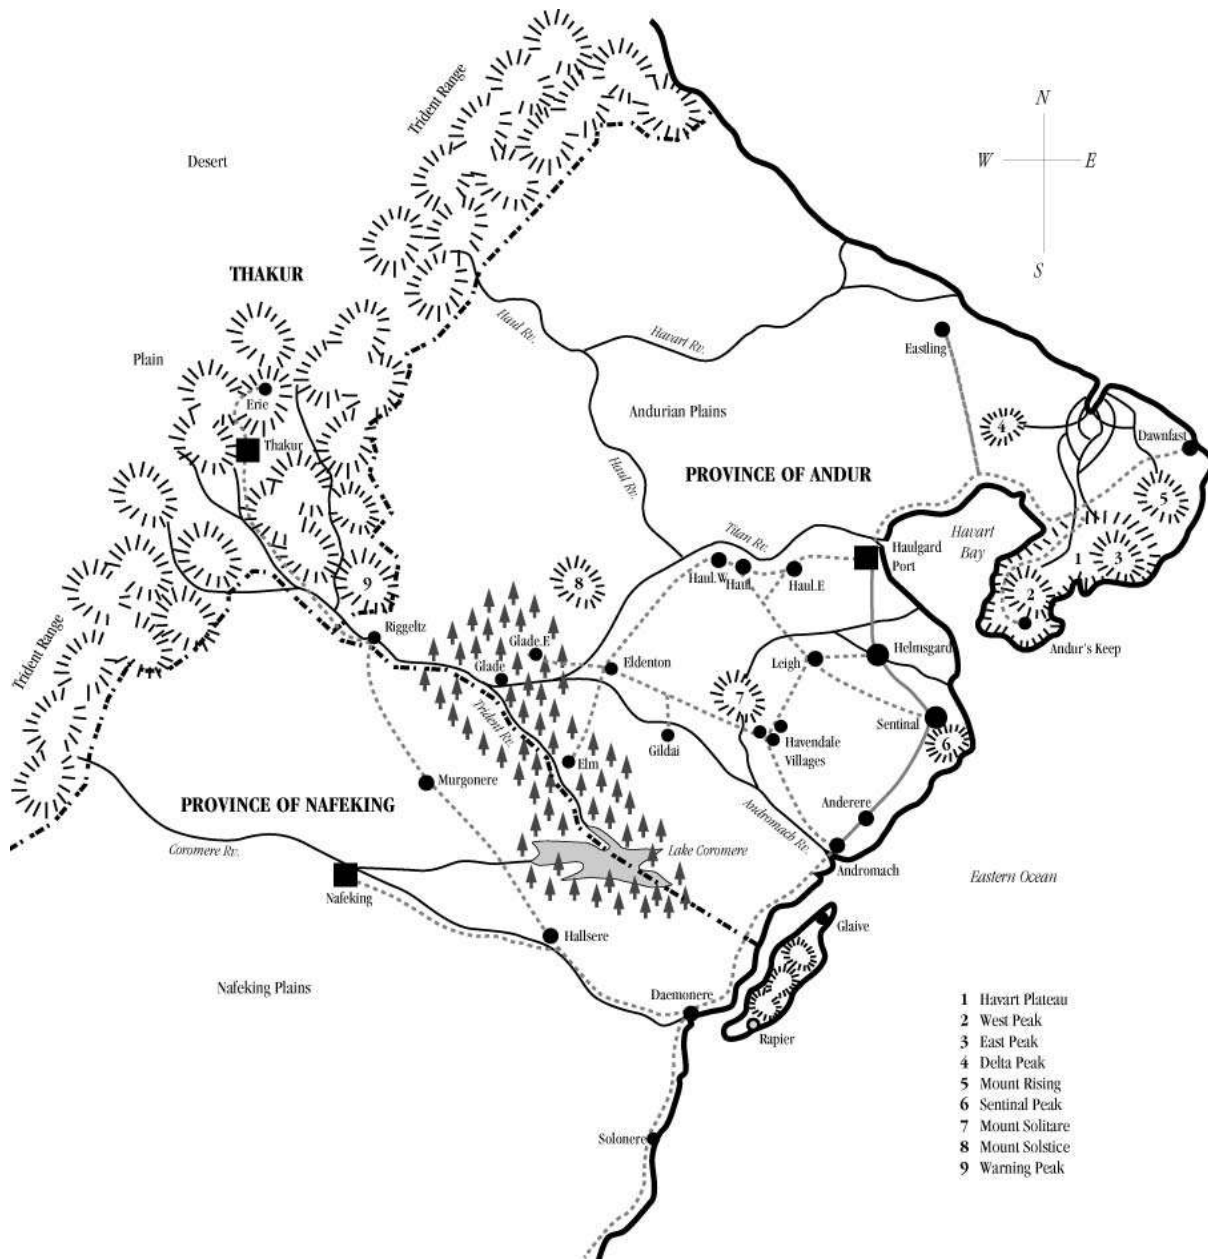 Trident Range
N
W
E
S
Desert
THAKUR
Haul Rv.
Havart Rv.
Eastling
Plain
Erie
Andurian Plains
4
Dawnfast
Thakur
Haul Rv.
PROVINCE OF ANDUR
5
Titan Rv.
Havart
Bay
Haulgard
Port
1
3
9
8
Haul.W
Haul.
Haul.E
2
Trident Range
Riggeltz
Glade.E
Glade
Eldenton
Leigh
Helmsgard
Andur's Keep
7
Trident Rv.
Sentinal
Gildai
Havendale
Villages
6
Elm
Murgonere
PROVINCE OF NAFEKING
Anderere
Andromach Rv.
Coromere Rv.
Lake Coromere
Andromach
Eastern Ocean
Nafeking
Glaive
Hallsere
Nafeking Plains
Daemonere
Rapier
1 Havart Plateau
2 West Peak
3 East Peak
4 Delta Peak
5 Mount Rising
6 Sentinal Peak
7 Mount Solitare
8 Mount Solstice
9 Warning Peak
Solonere